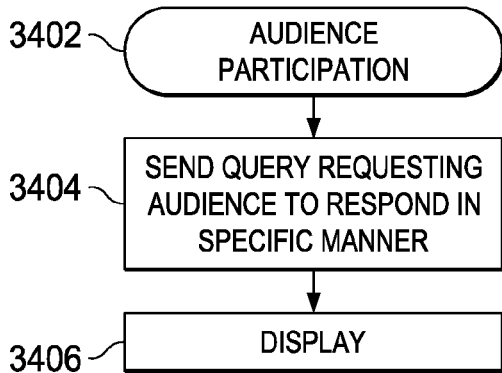 3402
AUDIENCE
PARTICIPATION
3404
SEND QUERY REQUESTING
AUDIENCE TO RESPOND IN
SPECIFIC MANNER
3406
DISPLAY